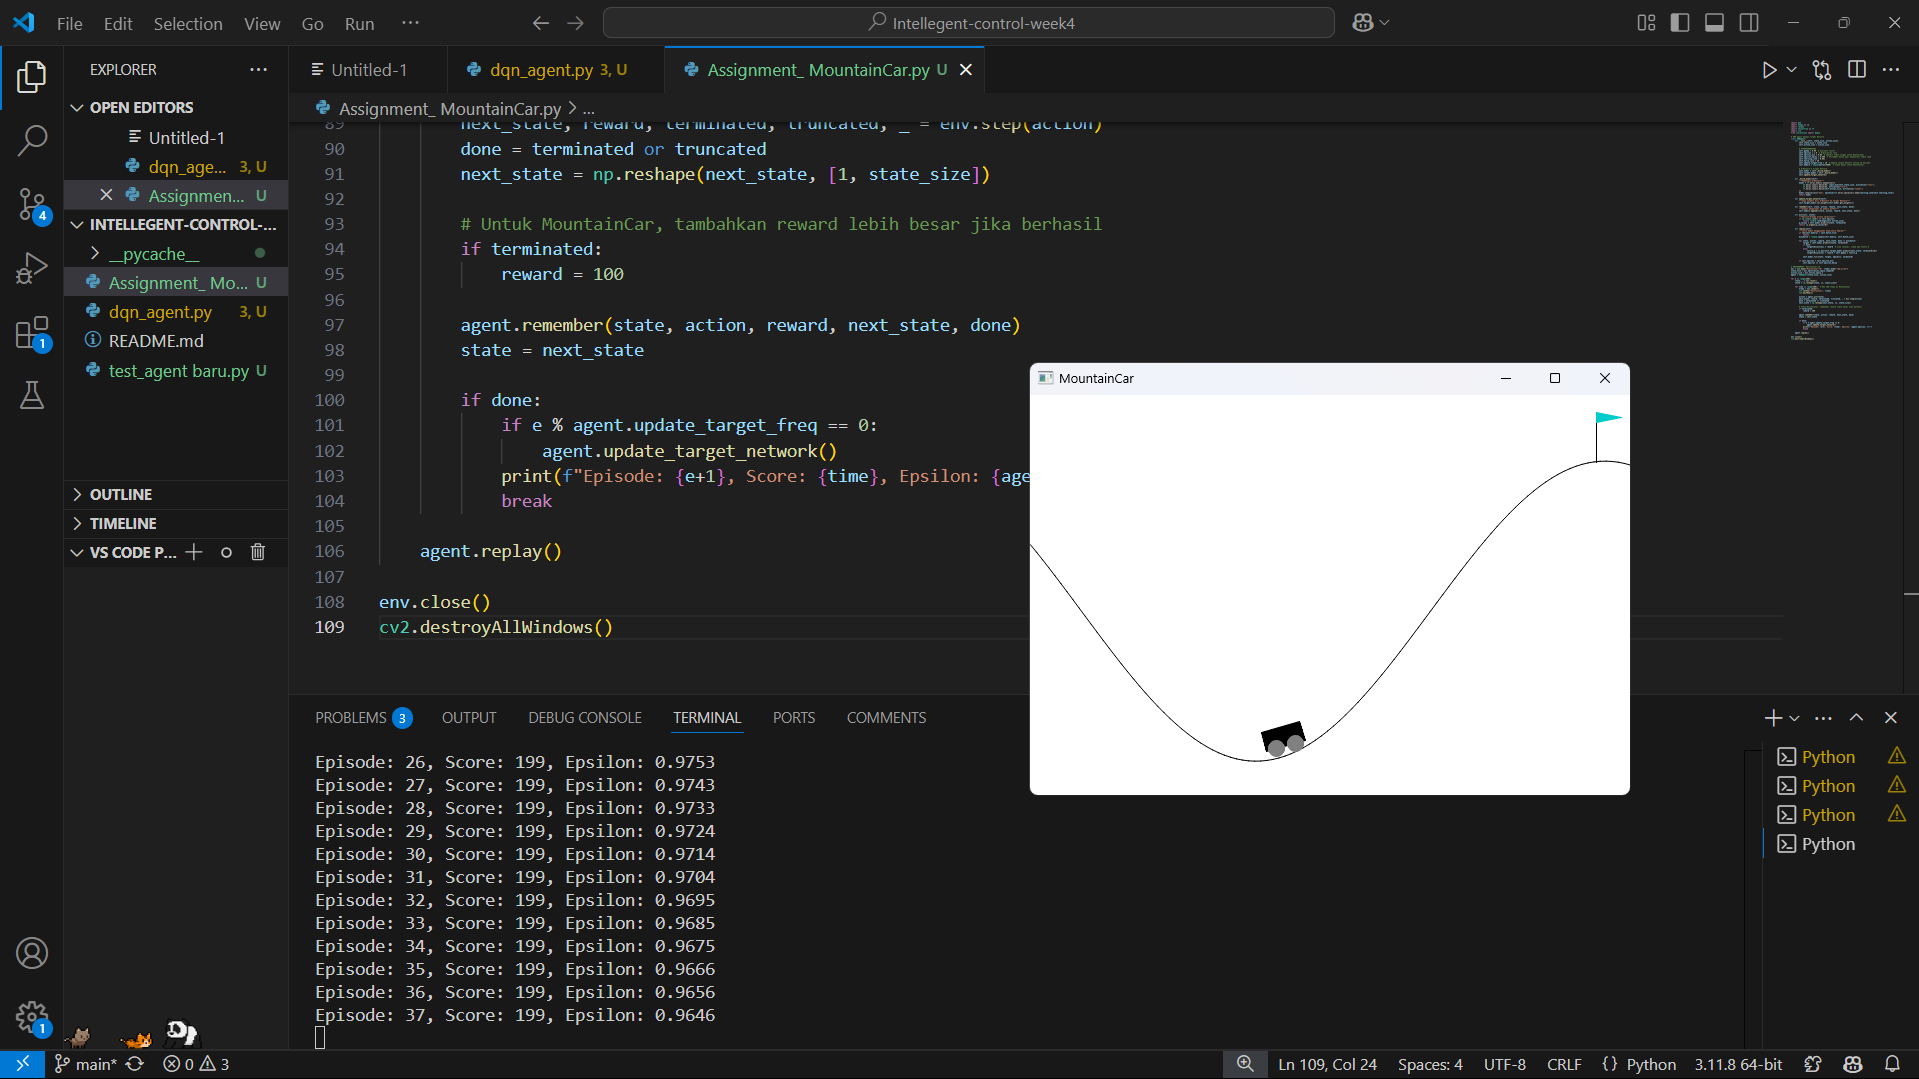 File Edit Selection View Go Run ···
Intellegent-control-week4
EXPLORER ···
OPEN EDITORS
Untitled-1
dqn_age... 3, U
Assignmen... U
INTELLEGENT-CONTROL-...
__pycache__
Assignment_ Mo... U
dqn_agent.py 3, U
README.md
test_agent baru.py U
OUTLINE
TIMELINE
VS CODE P...
Untitled-1
dqn_agent.py 3, U
Assignment_ MountainCar.py U
Assignment_ MountainCar.py > ...
89 next_state, reward, terminated, truncated, _ = env.step(action)
90 done = terminated or truncated
91 next_state = np.reshape(next_state, [1, state_size])
92
93 # Untuk MountainCar, tambahkan reward lebih besar jika berhasil
94 if terminated:
95 reward = 100
96
97 agent.remember(state, action, reward, next_state, done)
98 state = next_state
99
100 if done:
101 if e % agent.update_target_freq == 0:
102 agent.update_target_network()
103 print(f"Episode: {e+1}, Score: {time}, Epsilon: {age
104 break
105
106 agent.replay()
107
108 env.close()
109 cv2.destroyAllWindows()
MountainCar
PROBLEMS 3 OUTPUT DEBUG CONSOLE TERMINAL PORTS COMMENTS
Episode: 26, Score: 199, Epsilon: 0.9753
Episode: 27, Score: 199, Epsilon: 0.9743
Episode: 28, Score: 199, Epsilon: 0.9733
Episode: 29, Score: 199, Epsilon: 0.9724
Episode: 30, Score: 199, Epsilon: 0.9714
Episode: 31, Score: 199, Epsilon: 0.9704
Episode: 32, Score: 199, Epsilon: 0.9695
Episode: 33, Score: 199, Epsilon: 0.9685
Episode: 34, Score: 199, Epsilon: 0.9675
Episode: 35, Score: 199, Epsilon: 0.9666
Episode: 36, Score: 199, Epsilon: 0.9656
Episode: 37, Score: 199, Epsilon: 0.9646
Python
Python
Python
Python
4
1
1
main* 0 3
Ln 109, Col 24 Spaces: 4 UTF-8 CRLF {} Python 3.11.8 64-bit